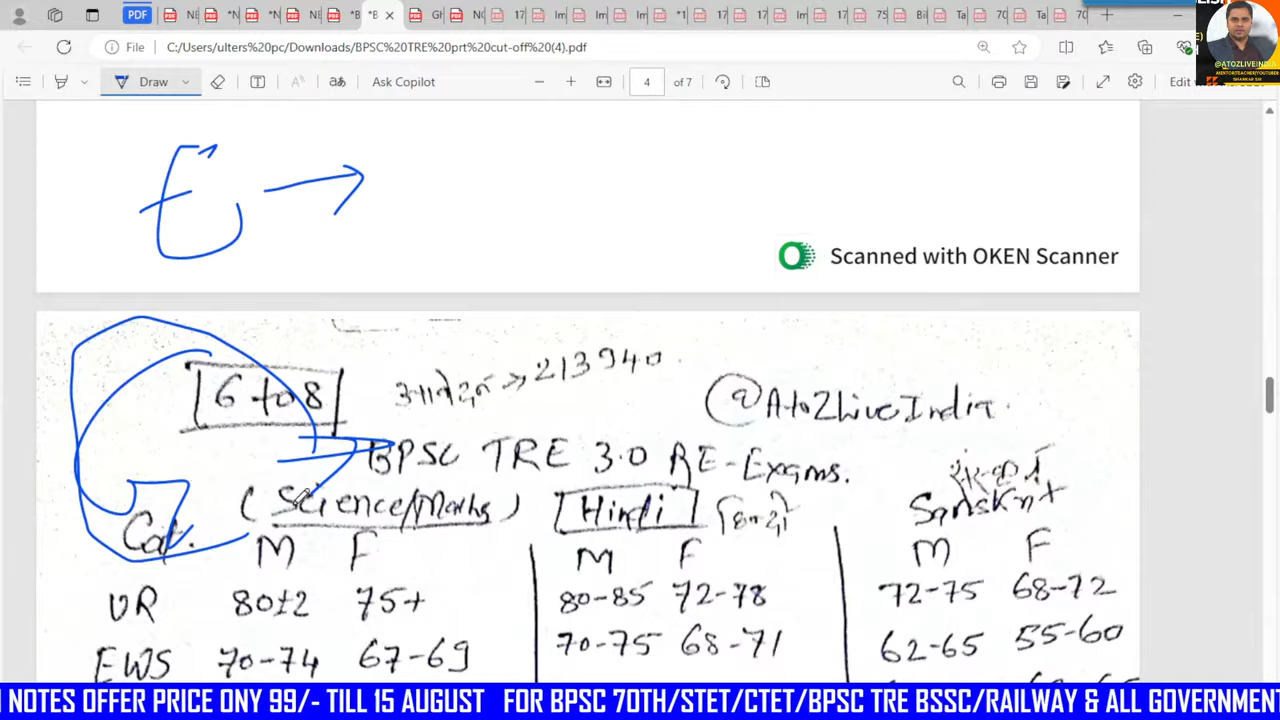 PDF
File
C:/Users/ulters%20pc/Downloads/BPSC%20TRE%20prt%20cut-off%20(4).pdf
Draw
Ask Copilot
4 of 7
Edit
@ATOZLIVEINDIA
Scanned with OKEN Scanner
6 to 8
213940
@AtoZLiveIndia.
BPSC TRE 3.0 RE-Exams.
Cat. (Science/Maths) Hindi Sanskrit
M F M F M F
UR 80±2 75+ 80-85 72-78 72-75 68-72
EWS 70-74 67-69 70-75 68-71 62-65 55-60
NOTES OFFER PRICE ONY 99/- TILL 15 AUGUST FOR BPSC 70TH/STET/CTET/BPSC TRE BSSC/RAILWAY & ALL GOVERNMENT